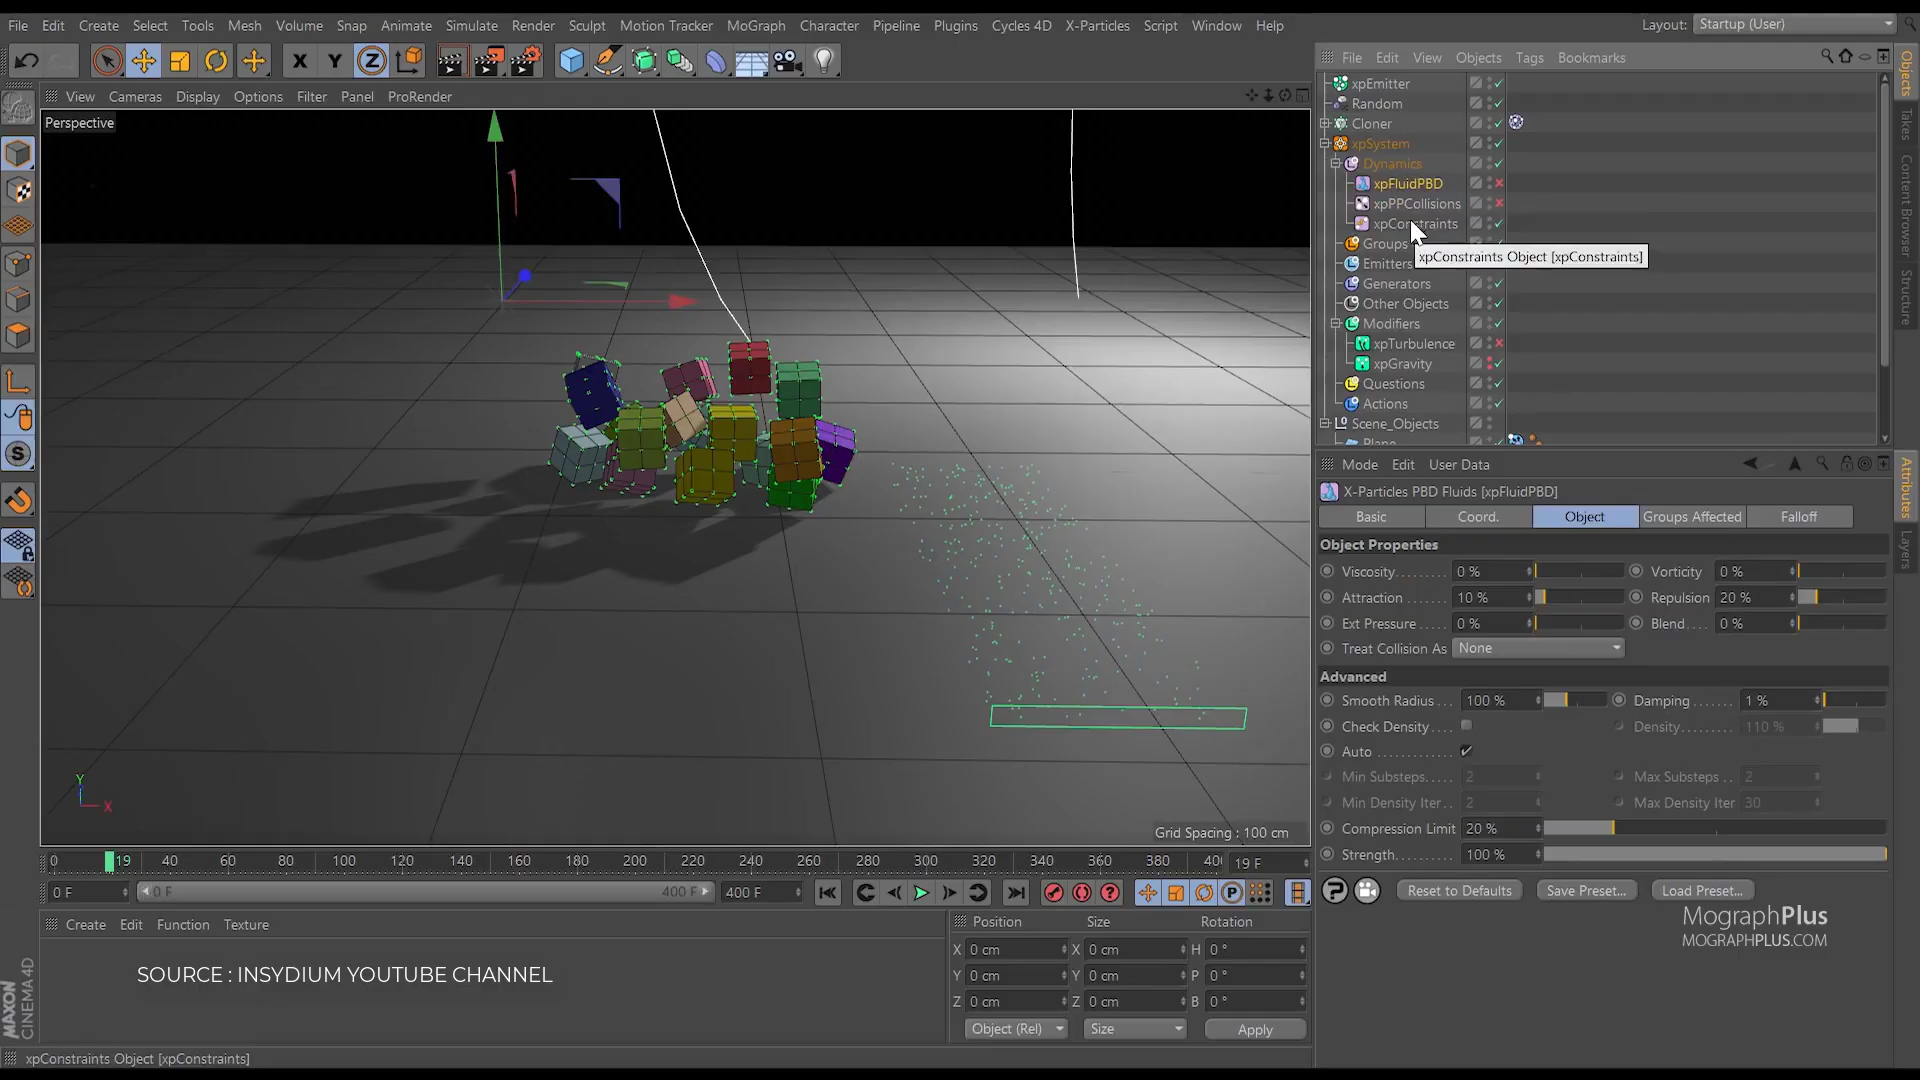 File Edit Create Select Tools Mesh Volume Snap Animate Simulate Render Sculpt Motion Tracker MoGraph Character Pipeline Plugins Cycles 4D X-Particles Script Window Help
Layout: Startup (User)
X Y Z
File Edit View Objects Tags Bookmarks
View Cameras Display Options Filter Panel ProRender
Perspective
xpEmitter
Random
Cloner
xpSystem
Dynamics
xpFluidPBD
xpPPCollisions
xpConstraints
Groups
xpConstraints Object [xpConstraints]
Emitters
Generators
Other Objects
Modifiers
xpTurbulence
xpGravity
Questions
Actions
Scene_Objects
Plane
Objects
Takes
Content Browser
Structure
Mode Edit User Data
X-Particles PBD Fluids [xpFluidPBD]
Basic Coord. Object Groups Affected Falloff
Object Properties
Viscosity........ 0 % Vorticity 0 %
Attraction ....... 10 % Repulsion 20 %
Ext Pressure .... 0 % Blend.... 0 %
Treat Collision As None
Advanced
Smooth Radius... 100 % Damping ....... 1 %
Check Density.... Density......... 110 %
Auto ............
Min Substeps..... 2 Max Substeps .. 2
Min Density Iter.. 2 Max Density Iter 30
Compression Limit 20 %
Strength.......... 100 %
Reset to Defaults Save Preset... Load Preset...
Attributes
Layers
MographPlus
MOGRAPHPLUS.COM
Y
X
Grid Spacing : 100 cm
0 19 40 60 80 100 120 140 160 180 200 220 240 260 280 300 320 340 360 380 40 19 F
0 F 0 F 400 F 400 F
Create Edit Function Texture
Position Size Rotation
X 0 cm X 0 cm H 0 °
Y 0 cm Y 0 cm P 0 °
Z 0 cm Z 0 cm B 0 °
Object (Rel) Size Apply
SOURCE : INSYDIUM YOUTUBE CHANNEL
MAXON
CINEMA 4D
xpConstraints Object [xpConstraints]